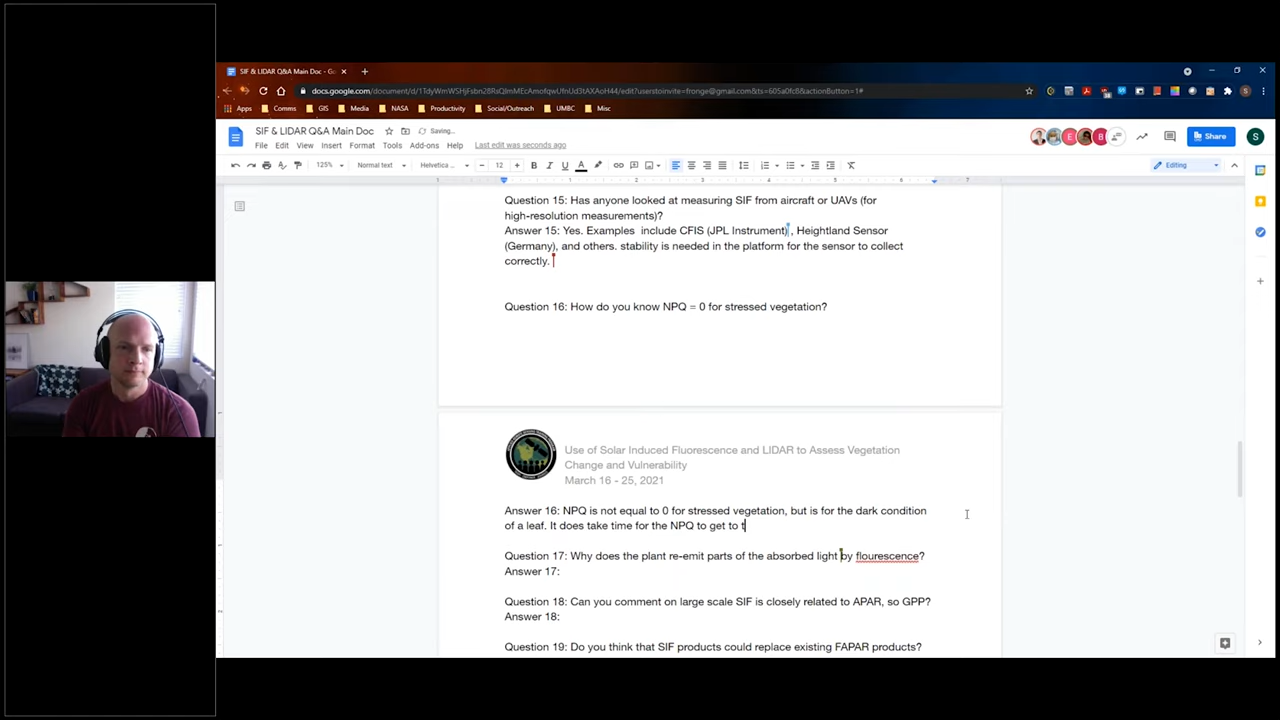 SIF & LIDAR Q&A Main Doc - Go
docs.google.com/document/d/1TdyWmWSHjFsbn28RsQlmMEcAmofqwUfnUd3tAXAoH44/edit?userstoinvite=fronge@gmail.com&ts=605a0fc8&actionButton=1#
Apps Comms GIS Media NASA Productivity Social/Outreach UMBC Misc
SIF & LIDAR Q&A Main Doc Saving...
File Edit View Insert Format Tools Add-ons Help Last edit was seconds ago
Share S
125% Normal text Helvetica ... 12 Editing
Question 15: Has anyone looked at measuring SIF from aircraft or UAVs (for
high-resolution measurements)?
Answer 15: Yes. Examples include CFIS (JPL Instrument) , Heightland Sensor
(Germany), and others. stability is needed in the platform for the sensor to collect
correctly.
Question 16: How do you know NPQ = 0 for stressed vegetation?
Use of Solar Induced Fluorescence and LIDAR to Assess Vegetation
Change and Vulnerability
March 16 - 25, 2021
Answer 16: NPQ is not equal to 0 for stressed vegetation, but is for the dark condition
of a leaf. It does take time for the NPQ to get to t
Question 17: Why does the plant re-emit parts of the absorbed light by flourescence?
Answer 17:
Question 18: Can you comment on large scale SIF is closely related to APAR, so GPP?
Answer 18:
Question 19: Do you think that SIF products could replace existing FAPAR products?